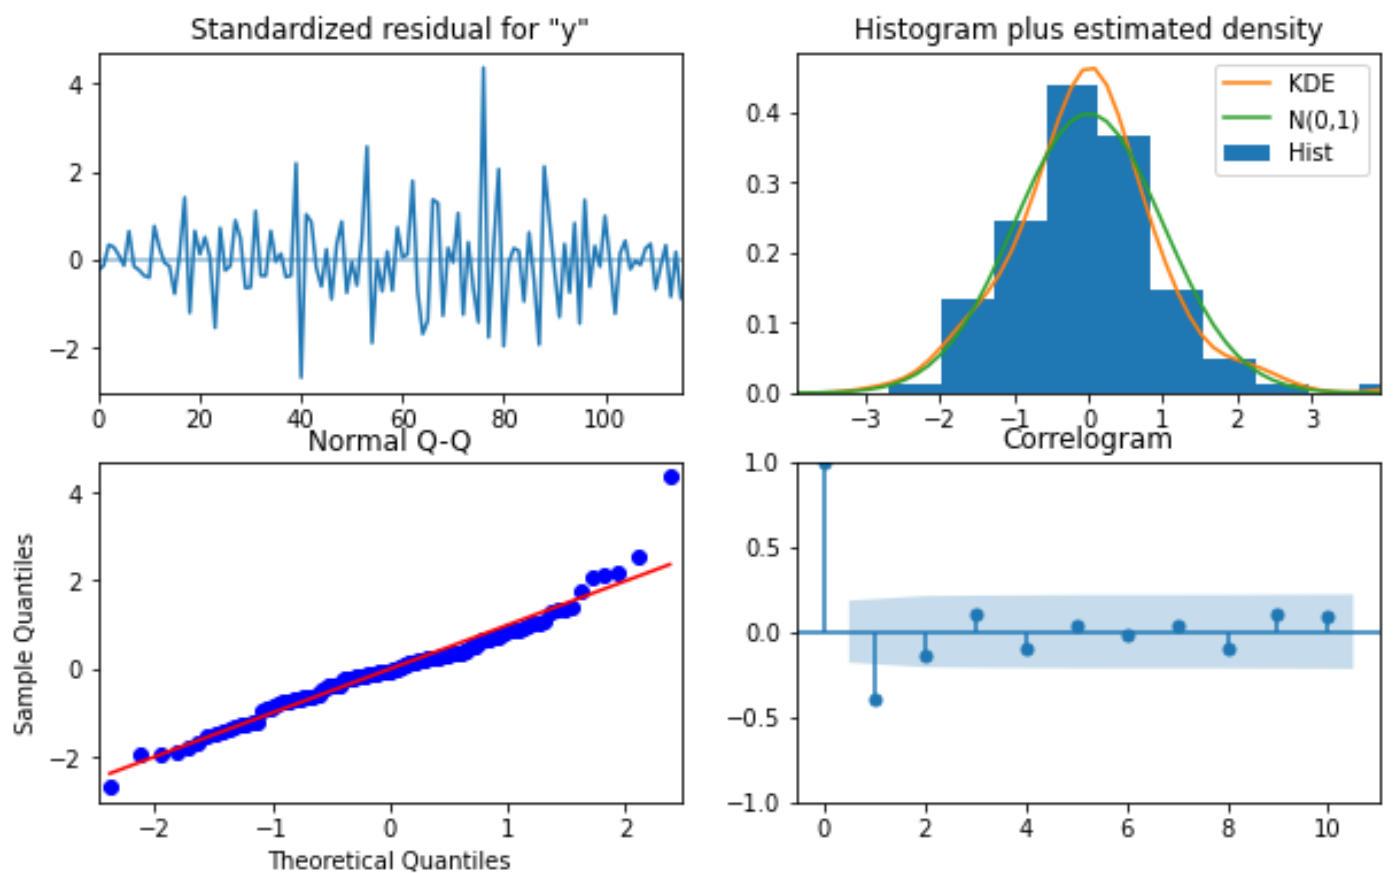 Standardized residual for "y"
4
2
0
−2
0 20 40 60 80 100
Histogram plus estimated density
KDE
N(0,1)
Hist
0.4
0.3
0.2
0.1
0.0
−3 −2 −1 0 1 2 3
Normal Q-Q
4
2
0
−2
Sample Quantiles
−2 −1 0 1 2
Theoretical Quantiles
Correlogram
1.0
0.5
0.0
−0.5
−1.0
0 2 4 6 8 10